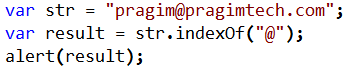 var str = "pragim@pragimtech.com";
var result = str.indexOf("@");
alert(result);